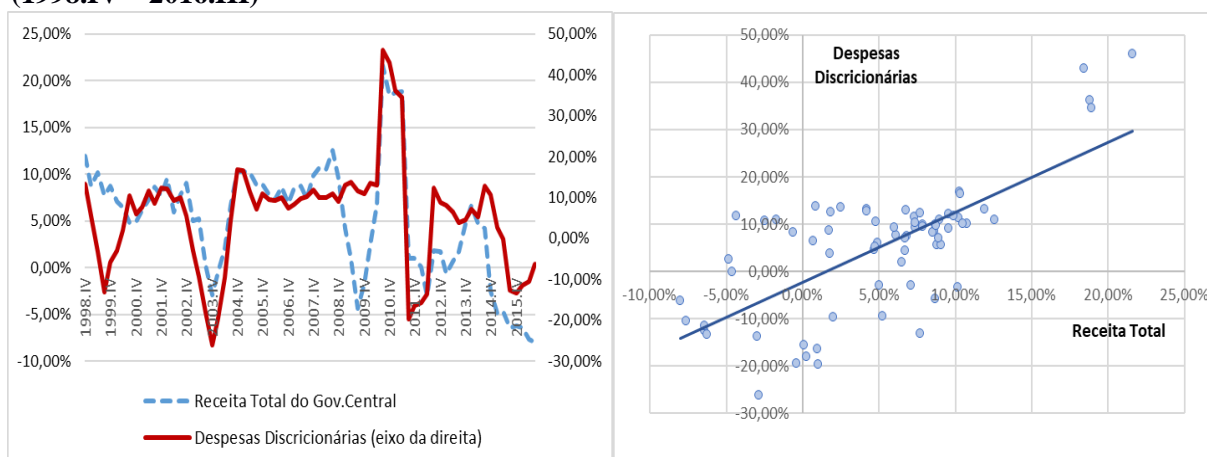 (1998.IV – 2016.III)
25,00%
20,00%
15,00%
10,00%
5,00%
0,00%
-5,00%
-10,00%
50,00%
40,00%
30,00%
20,00%
10,00%
0,00%
-10,00%
-20,00%
-30,00%
1998.IV
1999.IV
2000.IV
2001.IV
2002.IV
2003.IV
2004.IV
2005.IV
2006.IV
2007.IV
2008.IV
2009.IV
2010.IV
2011.IV
2012.IV
2013.IV
2014.IV
2015.IV
Receita Total do Gov.Central
Despesas Discricionárias (eixo da direita)
50,00%
40,00%
30,00%
20,00%
10,00%
0,00%
-10,00%
-20,00%
-30,00%
Despesas
Discricionárias
-10,00%
-5,00%
0,00%
5,00%
10,00%
15,00%
20,00%
25,00%
Receita Total